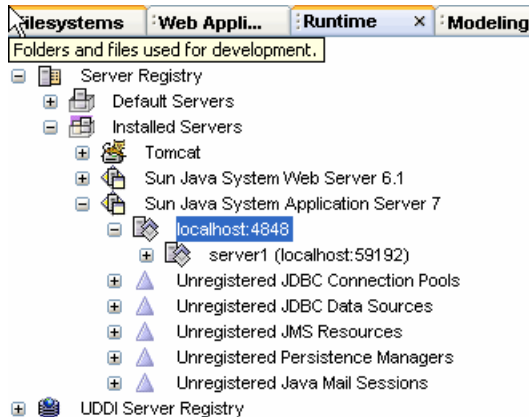 Filesystems Web Appli... Runtime × Modeling
Folders and files used for development.
Server Registry
Default Servers
Installed Servers
Tomcat
Sun Java System Web Server 6.1
Sun Java System Application Server 7
localhost:4848
server1 (localhost:59192)
Unregistered JDBC Connection Pools
Unregistered JDBC Data Sources
Unregistered JMS Resources
Unregistered Persistence Managers
Unregistered Java Mail Sessions
UDDI Server Registry